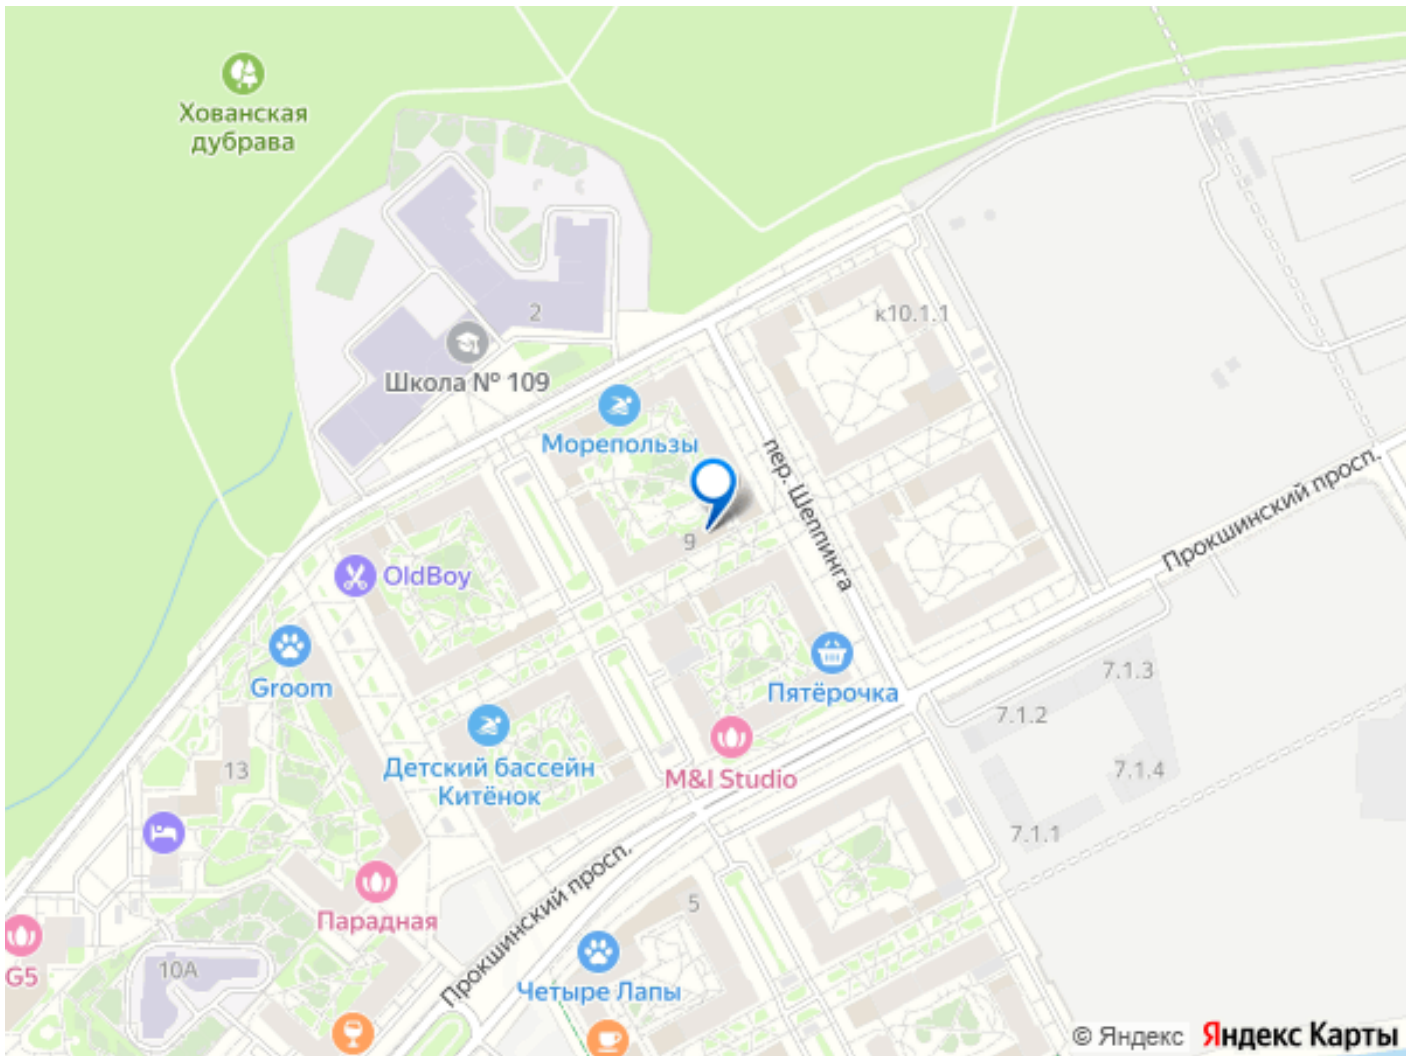 Хованская
дубрава
к10.1.1
2
Школа № 109
Морепользы
пер. Шеппинга
Прокшинский просп.
9
OldBoy
Groom
Пятёрочка
7.1.3
7.1.2
Детский бассейн
Китёнок
M&I Studio
13
7.1.4
7.1.1
Прокшинский просп.
Парадная
5
G5
10А
Четыре Лапы
© Яндекс Яндекс Карты